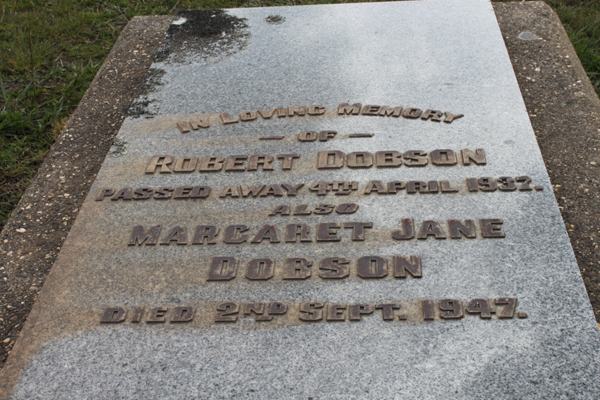 IN LOVING MEMORY
— OF —
ROBERT DOBSON
PASSED AWAY 4TH APRIL 1932.
ALSO
MARGARET JANE
DOBSON
DIED 2ND SEPT. 1947.